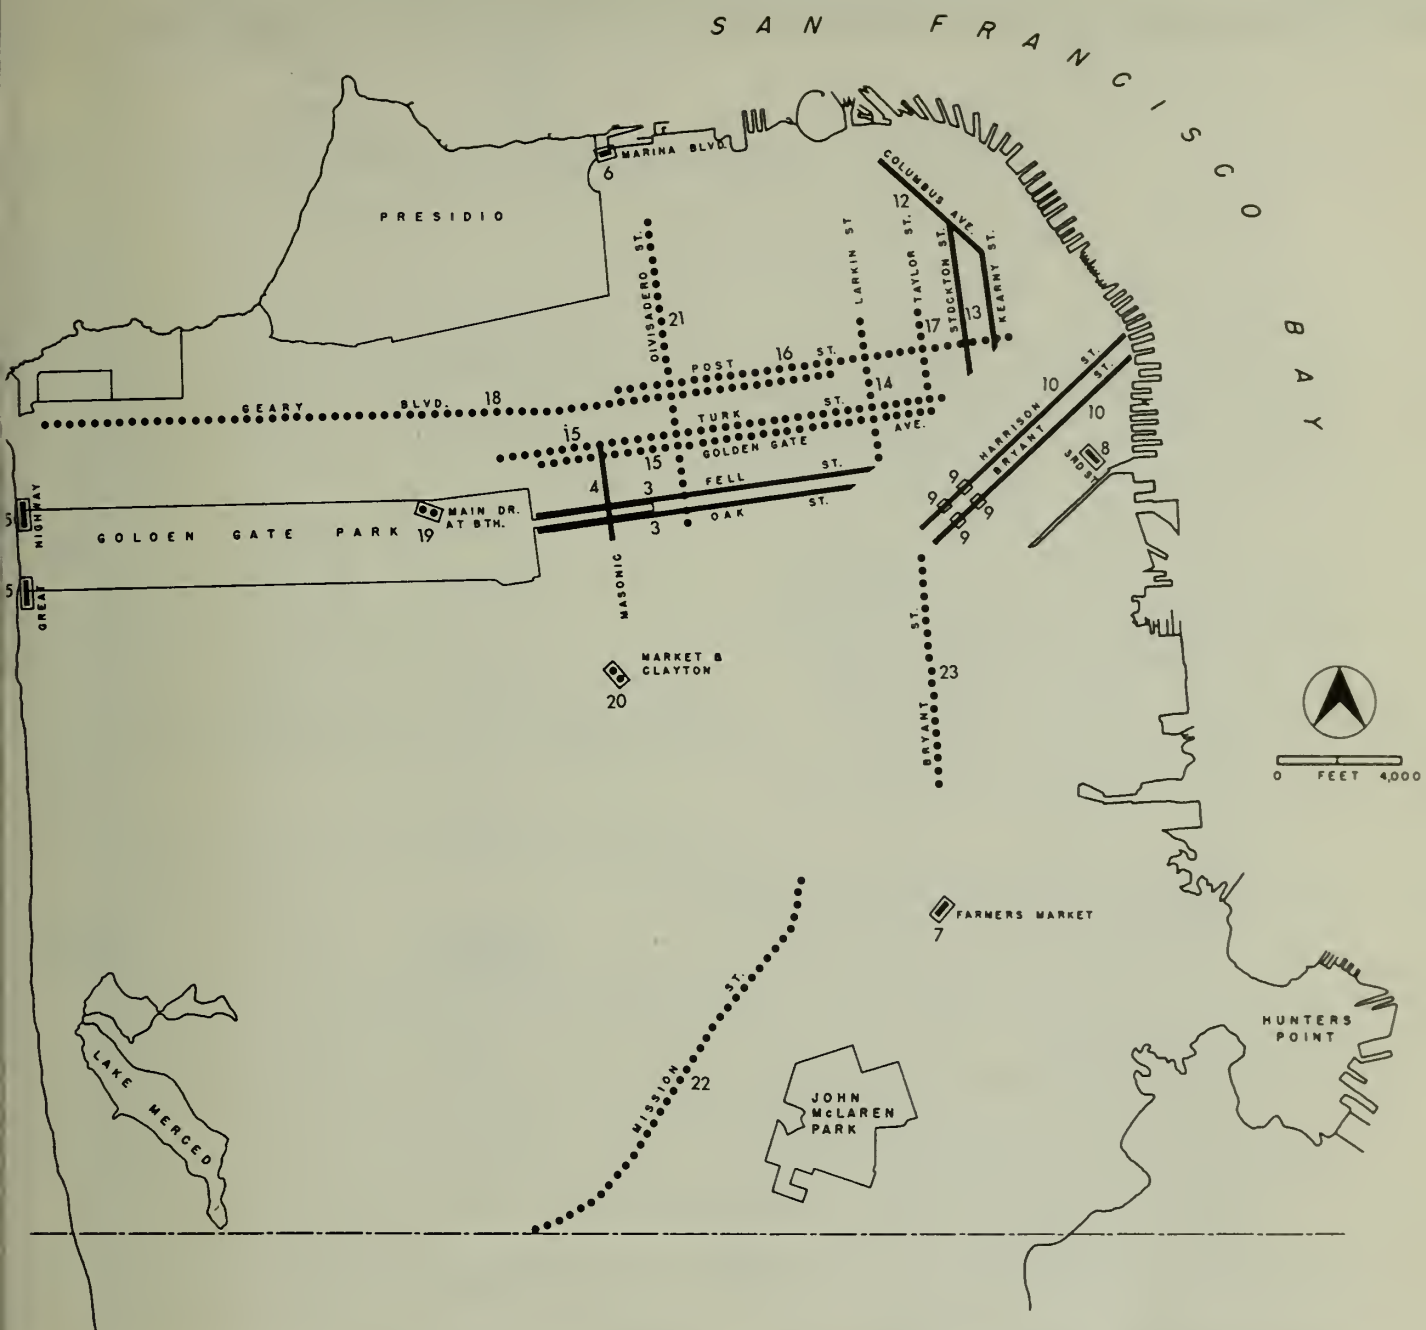 SAN FRANCISCO BAY
MARINA BLVD.
6
PRESIDIO
COLUMBUS AVE.
12
DIVISADERO ST.
21
LARKIN ST
TAYLOR ST.
17
STOCKTON ST.
13
KEARNY ST.
POST ST.
16
GEARY BLVD.
18
14
HARRISON ST.
10
BRYANT ST.
10
TURK ST.
15
GOLDEN GATE AVE.
15
8
3RD ST.
FELL ST.
3
4
OAK ST.
3
9
9
9
9
MASONIC
5
GREAT HIGHWAY
5
MAIN DR.
AT 8TH.
19
GOLDEN GATE PARK
MARKET &
CLAYTON
20
BRYANT ST.
23
0 FEET 4,000
FARMERS MARKET
7
MISSION ST.
22
HUNTERS
POINT
LAKE MERCED
JOHN
McLAREN
PARK